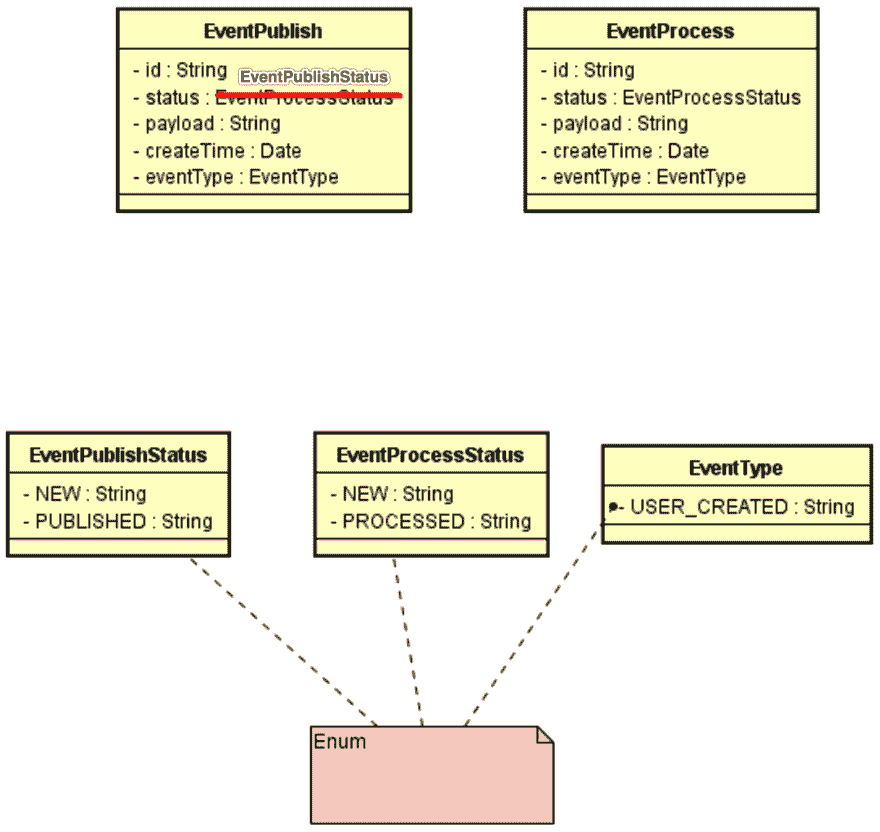 EventPublish
- id : String
EventPublishStatus
- status : EventProcessStatus
- payload : String
- createTime : Date
- eventType : EventType
EventProcess
- id : String
- status : EventProcessStatus
- payload : String
- createTime : Date
- eventType : EventType
EventPublishStatus
- NEW : String
- PUBLISHED : String
EventProcessStatus
- NEW : String
- PROCESSED : String
EventType
- USER_CREATED : String
Enum